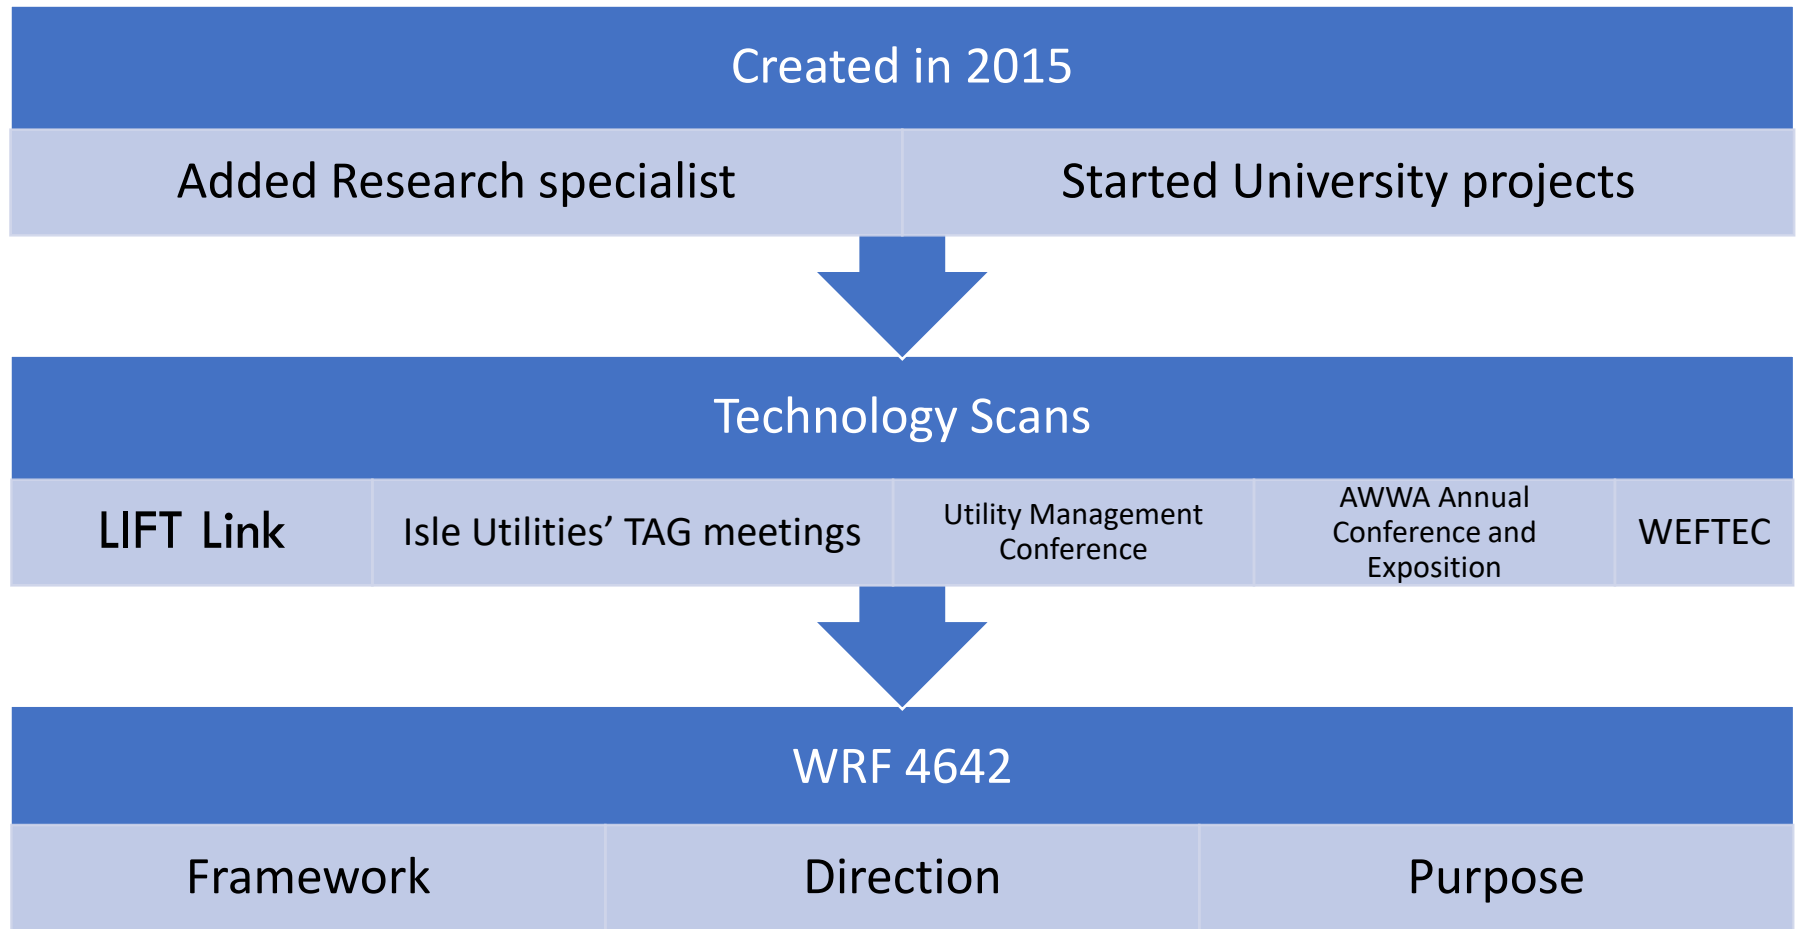 Created in 2015
Added Research specialist
Started University projects
Technology Scans
LIFT Link
Isle Utilities’ TAG meetings
Utility Management
Conference
AWWA Annual
Conference and
Exposition
WEFTEC
WRF 4642
Framework
Direction
Purpose